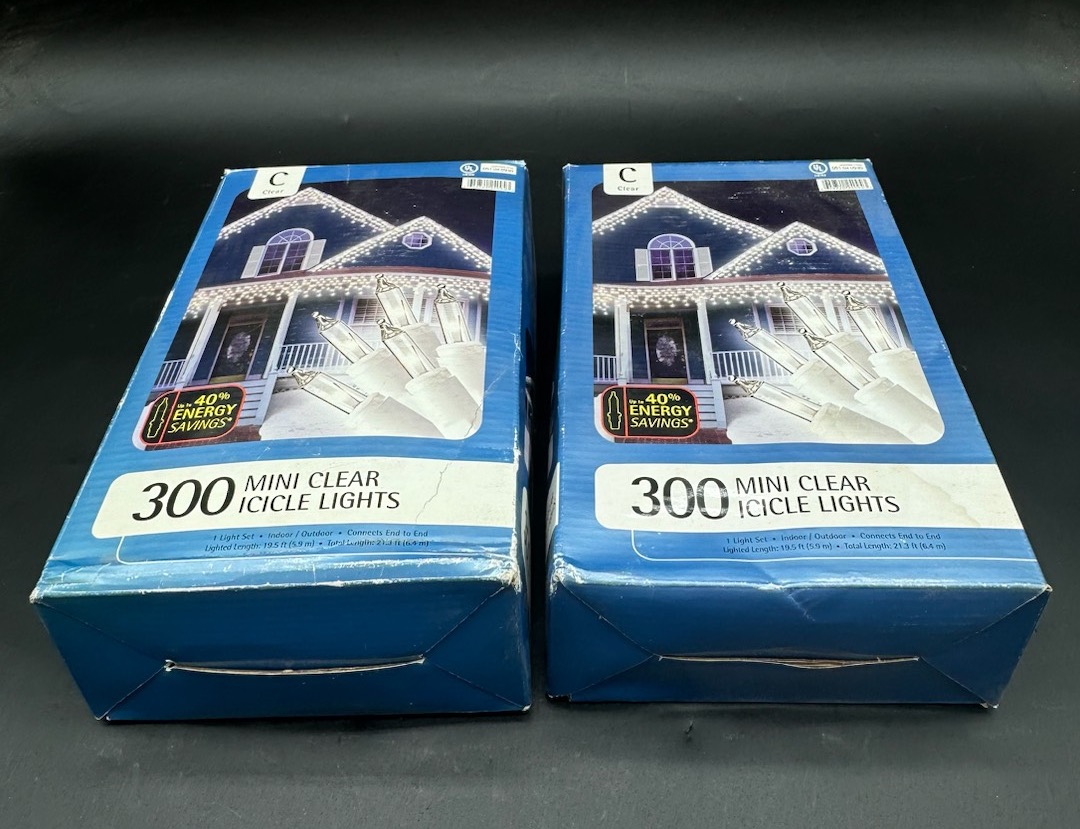 C
Clear
UL
Up to 40%
ENERGY
SAVINGS*
300 MINI CLEAR
ICICLE LIGHTS
1 Light Set • Indoor / Outdoor • Connects End to End
Lighted Length: 19.5 ft (5.9 m) • Total Length: 21.3 ft (6.4 m)
C
Clear
UL
Up to 40%
ENERGY
SAVINGS*
300 MINI CLEAR
ICICLE LIGHTS
1 Light Set • Indoor / Outdoor • Connects End to End
Lighted Length: 19.5 ft (5.9 m) • Total Length: 21.3 ft (6.4 m)